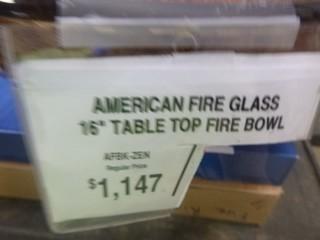 AMERICAN FIRE GLASS
16" TABLE TOP FIRE BOWL
AFBK-ZEN
Regular Price
$1,147